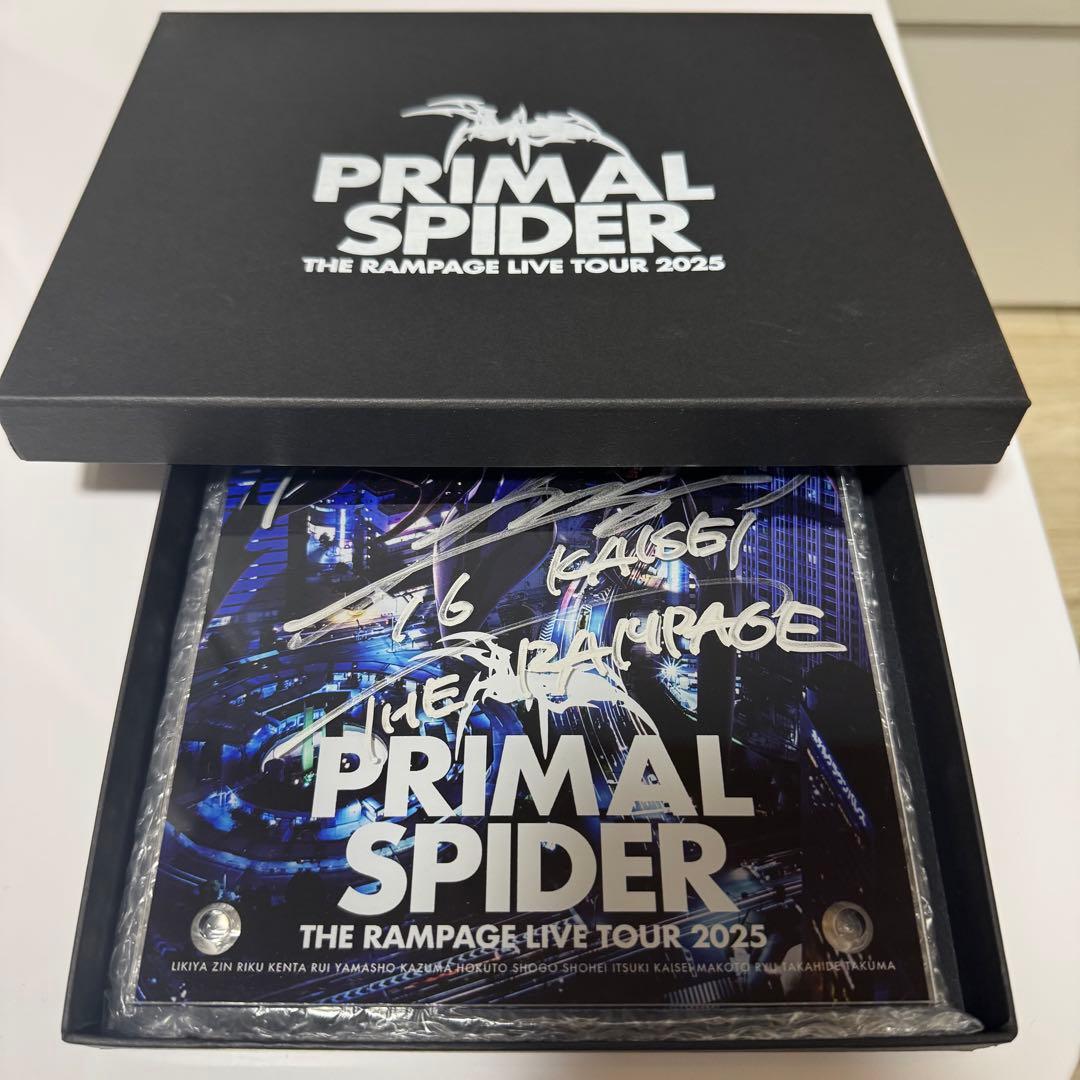 PRIMAL
SPIDER
THE RAMPAGE LIVE TOUR 2025
KAISEI
16
THE RAMPAGE
PRIMAL
SPIDER
THE RAMPAGE LIVE TOUR 2025
LIKIYA ZIN RIKU KENTA RUI YAMASHO KAZUMA HOKUTO SHOGO SHOHEI ITSUKI KAISEI MAKOTO RYU TAKAHIDE TAKUMA